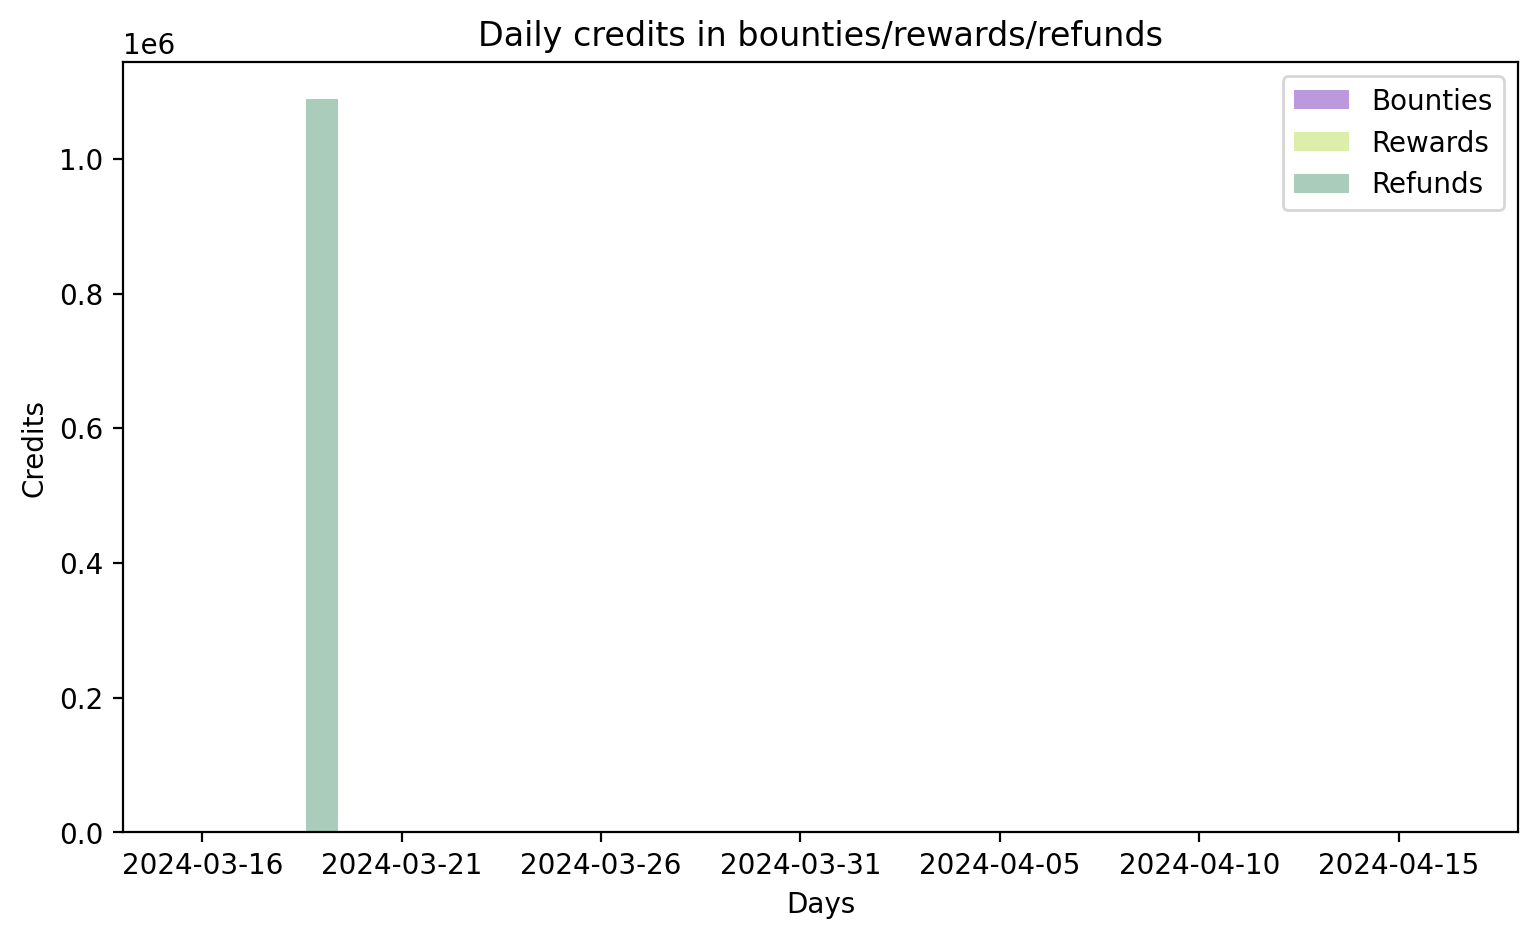 Daily credits in bounties/rewards/refunds
1e6
Bounties
Rewards
Refunds
1.0
0.8
0.6
0.4
0.2
0.0
Credits
2024-03-16 2024-03-21 2024-03-26 2024-03-31 2024-04-05 2024-04-10 2024-04-15
Days